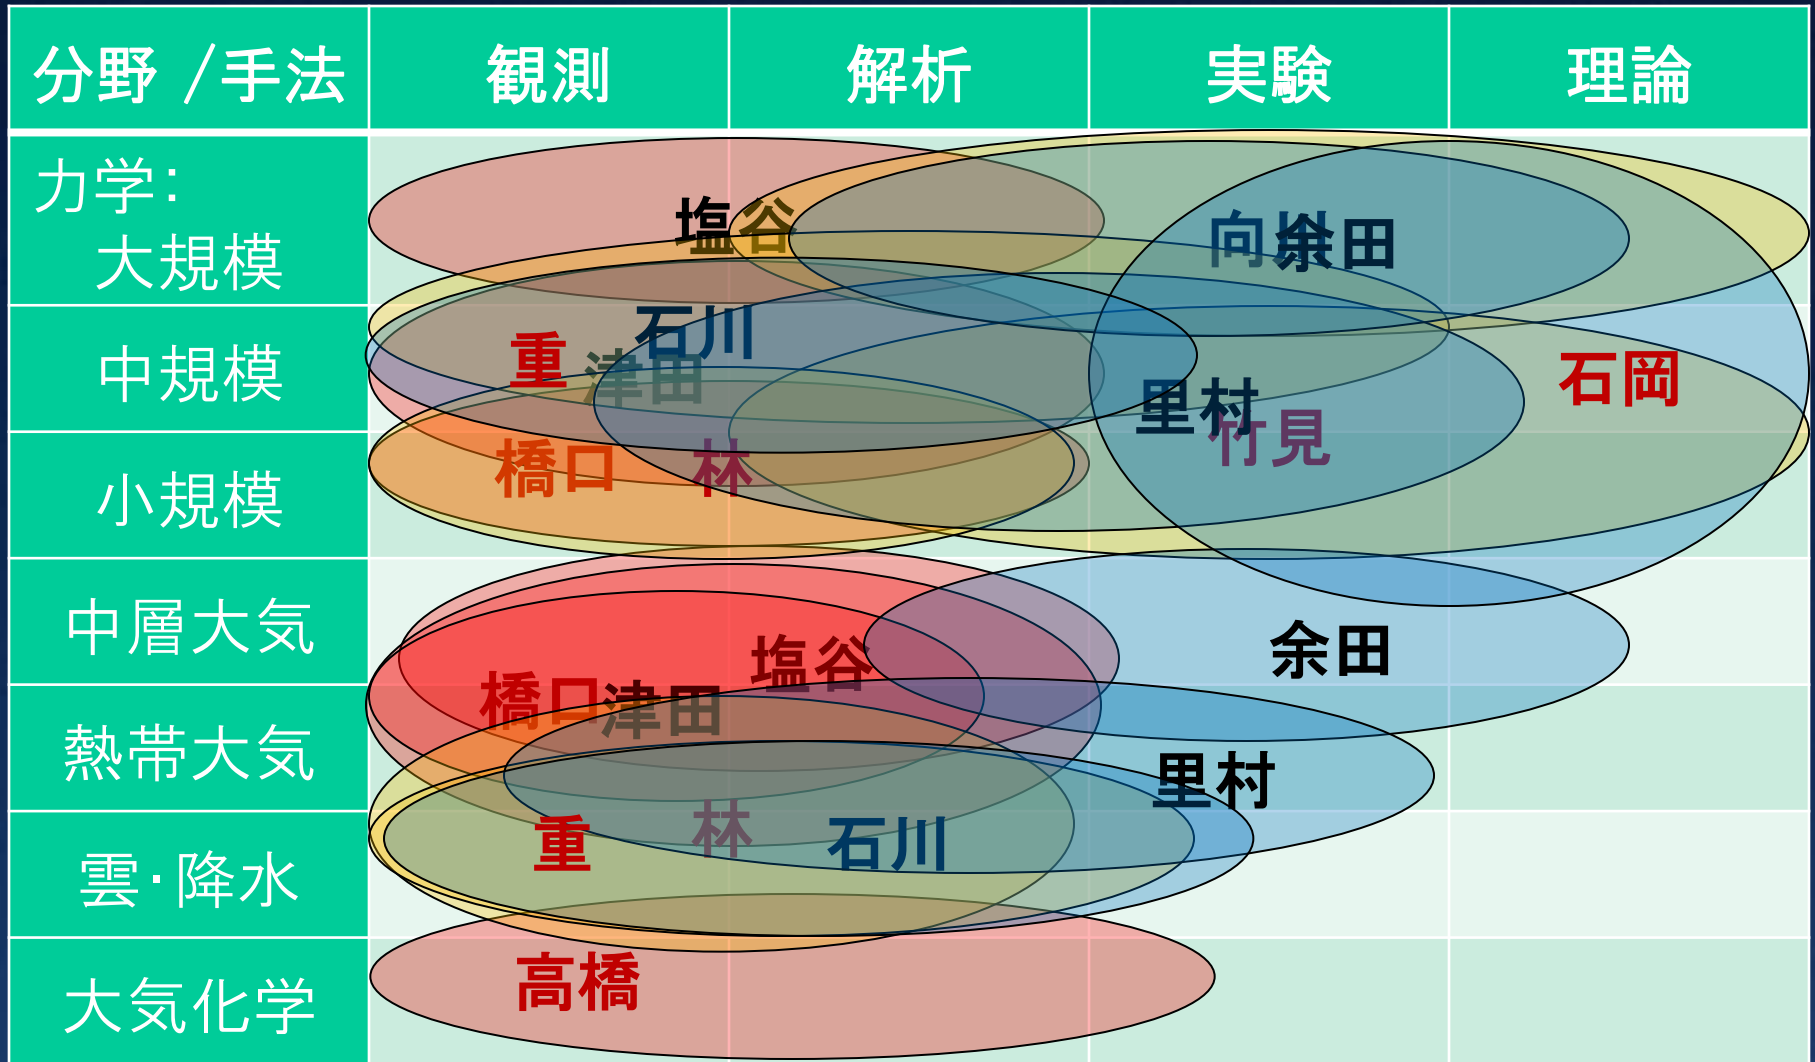 分野 /手法 観測 解析 実験 理論
力学:
大規模
塩谷 向川 余田
中規模
石川
重 津田 里村 石岡
竹見
小規模
橋口 林
中層大気
塩谷 余田
熱帯大気
橋口 津田 里村
雲·降水
重 林 石川
大気化学
高橋